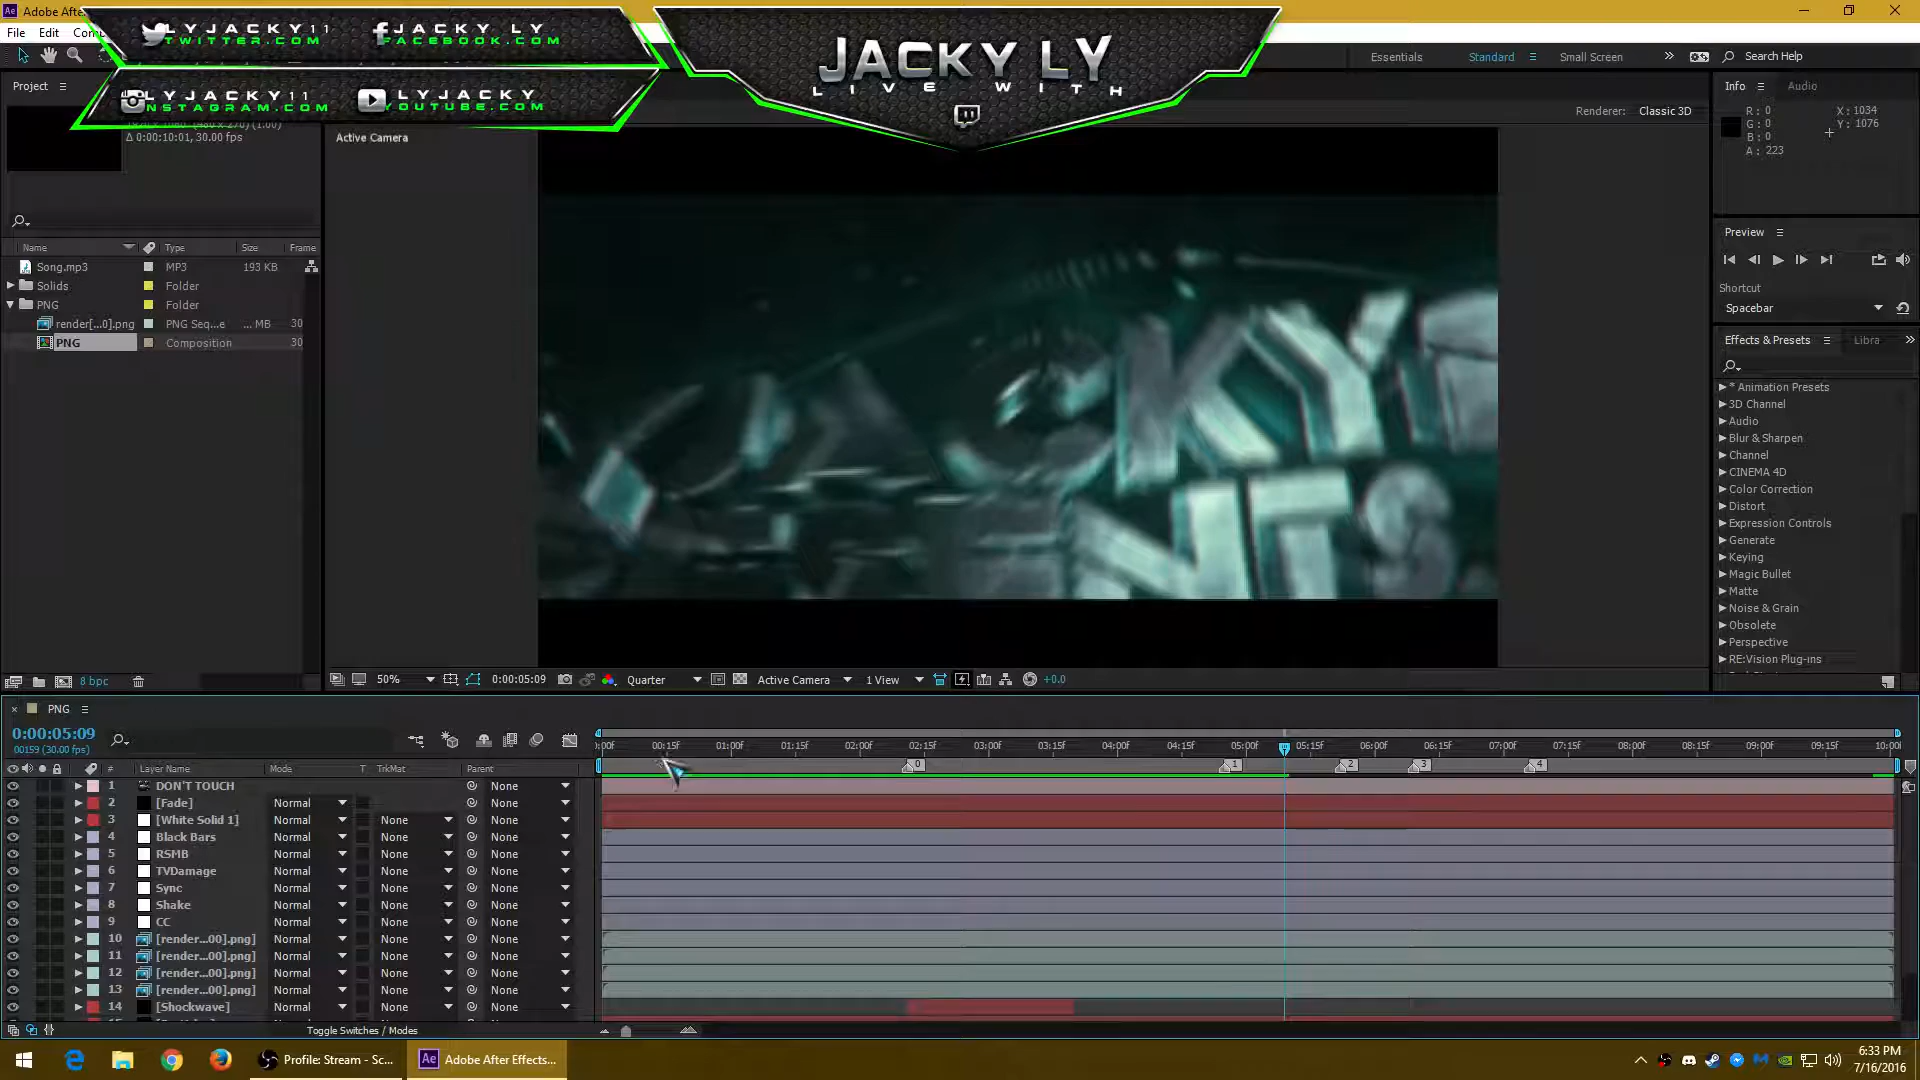 Adobe Afte
File Edit Com
LYJACKY11
TWITTER.COM
JACKY LY
FACEBOOK.COM
LYJACKY11
INSTAGRAM.COM
LYJACKY
YOUTUBE.COM
JACKY LY
LIVE WITH
Essentials Standard Small Screen Search Help
Project
Δ 0:00:10:01, 30.00 fps
Active Camera
Renderer: Classic 3D
Info Audio
R: 0 X: 1034
G: 0 Y: 1076
B: 0
A: 223
Preview
Shortcut
Spacebar
Effects & Presets Libra
* Animation Presets
3D Channel
Audio
Blur & Sharpen
Channel
CINEMA 4D
Color Correction
Distort
Expression Controls
Generate
Keying
Magic Bullet
Matte
Noise & Grain
Obsolete
Perspective
RE:Vision Plug-ins
Name Type Size Frame
Song.mp3 MP3 193 KB
Solids Folder
PNG Folder
render[...0].png PNG Seq...e ... MB 30
PNG Composition 30
CKY
NTS
8 bpc
50% 0:00:05:09 Quarter Active Camera 1 View +0.0
PNG
0:00:05:09
00159 (30.00 fps)
0:00f 00:15f 01:00f 01:15f 02:00f 02:15f 03:00f 03:15f 04:00f 04:15f 05:00f 05:15f 06:00f 06:15f 07:00f 07:15f 08:00f 08:15f 09:00f 09:15f 10:00f
0 1 2 3 4
# Layer Name Mode T TrkMat Parent
1 DON'T TOUCH None
2 [Fade] Normal None
3 [White Solid 1] Normal None None
4 Black Bars Normal None None
5 RSMB Normal None None
6 TVDamage Normal None None
7 Sync Normal None None
8 Shake Normal None None
9 CC Normal None None
10 [render...00].png] Normal None None
11 [render...00].png] Normal None None
12 [render...00].png] Normal None None
13 [render...00].png] Normal None None
14 [Shockwave] Normal None None
Toggle Switches / Modes
Profile: Stream - Sc...
Ae Adobe After Effects...
6:33 PM
7/16/2016